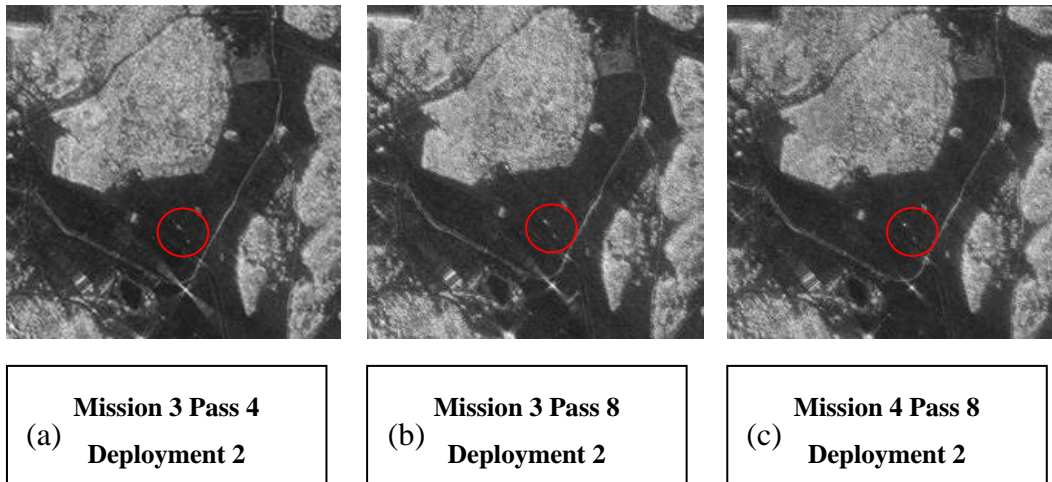 Mission 3 Pass 4
(a)
Deployment 2
Mission 3 Pass 8
(b)
Deployment 2
Mission 4 Pass 8
(c)
Deployment 2